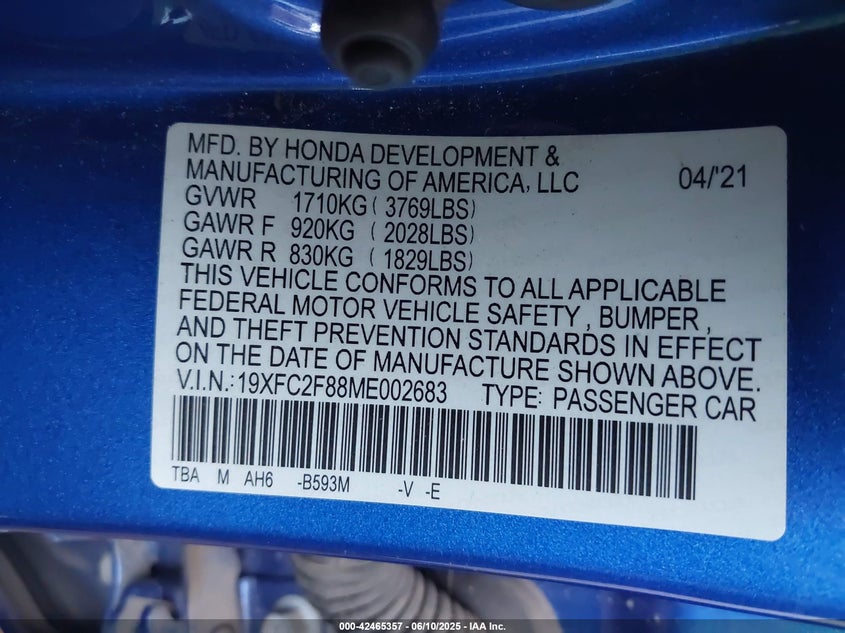 MFD. BY HONDA DEVELOPMENT &
MANUFACTURING OF AMERICA, LLC 04/'21
GVWR 1710KG ( 3769LBS)
GAWR F 920KG ( 2028LBS)
GAWR R 830KG ( 1829LBS)
THIS VEHICLE CONFORMS TO ALL APPLICABLE
FEDERAL MOTOR VEHICLE SAFETY , BUMPER ,
AND THEFT PREVENTION STANDARDS IN EFFECT
ON THE DATE OF MANUFACTURE SHOWN ABOVE.
V.I.N.:19XFC2F88ME002683 TYPE: PASSENGER CAR
TBA M AH6 -B593M -V -E
000-42465357 - 06/10/2025 - IAA Inc.